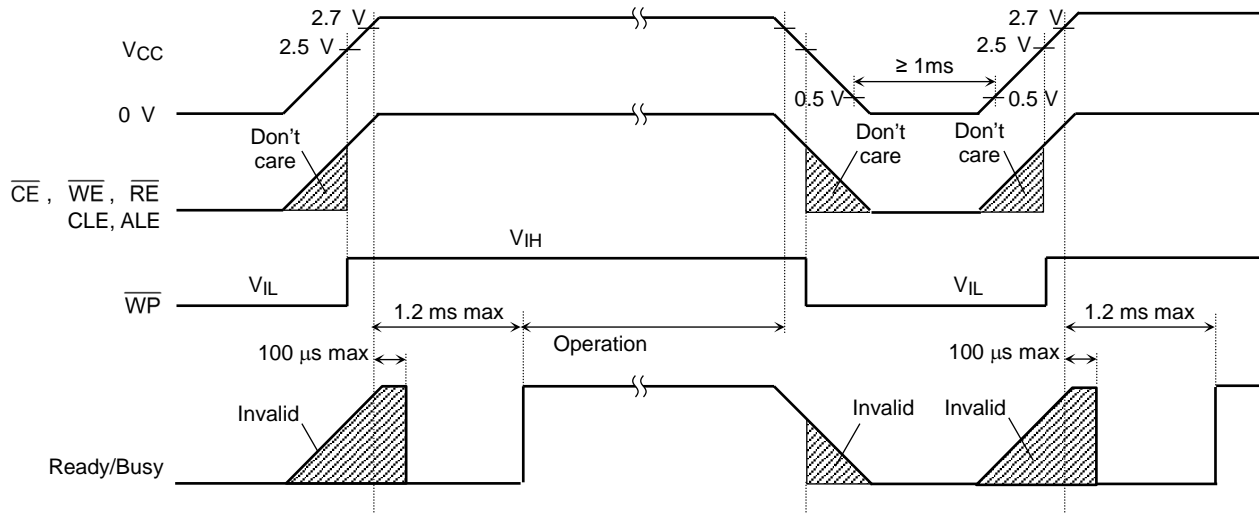 2.7 V
2.5 V
VCC
0 V
≥ 1ms
0.5 V
0.5 V
2.7 V
2.5 V
Don't
care
Don't
care
Don't
care
CE , WE , RE
CLE, ALE
VIH
VIL
VIL
WP
1.2 ms max
Operation
1.2 ms max
100 µs max
100 µs max
Invalid
Invalid
Invalid
Ready/Busy